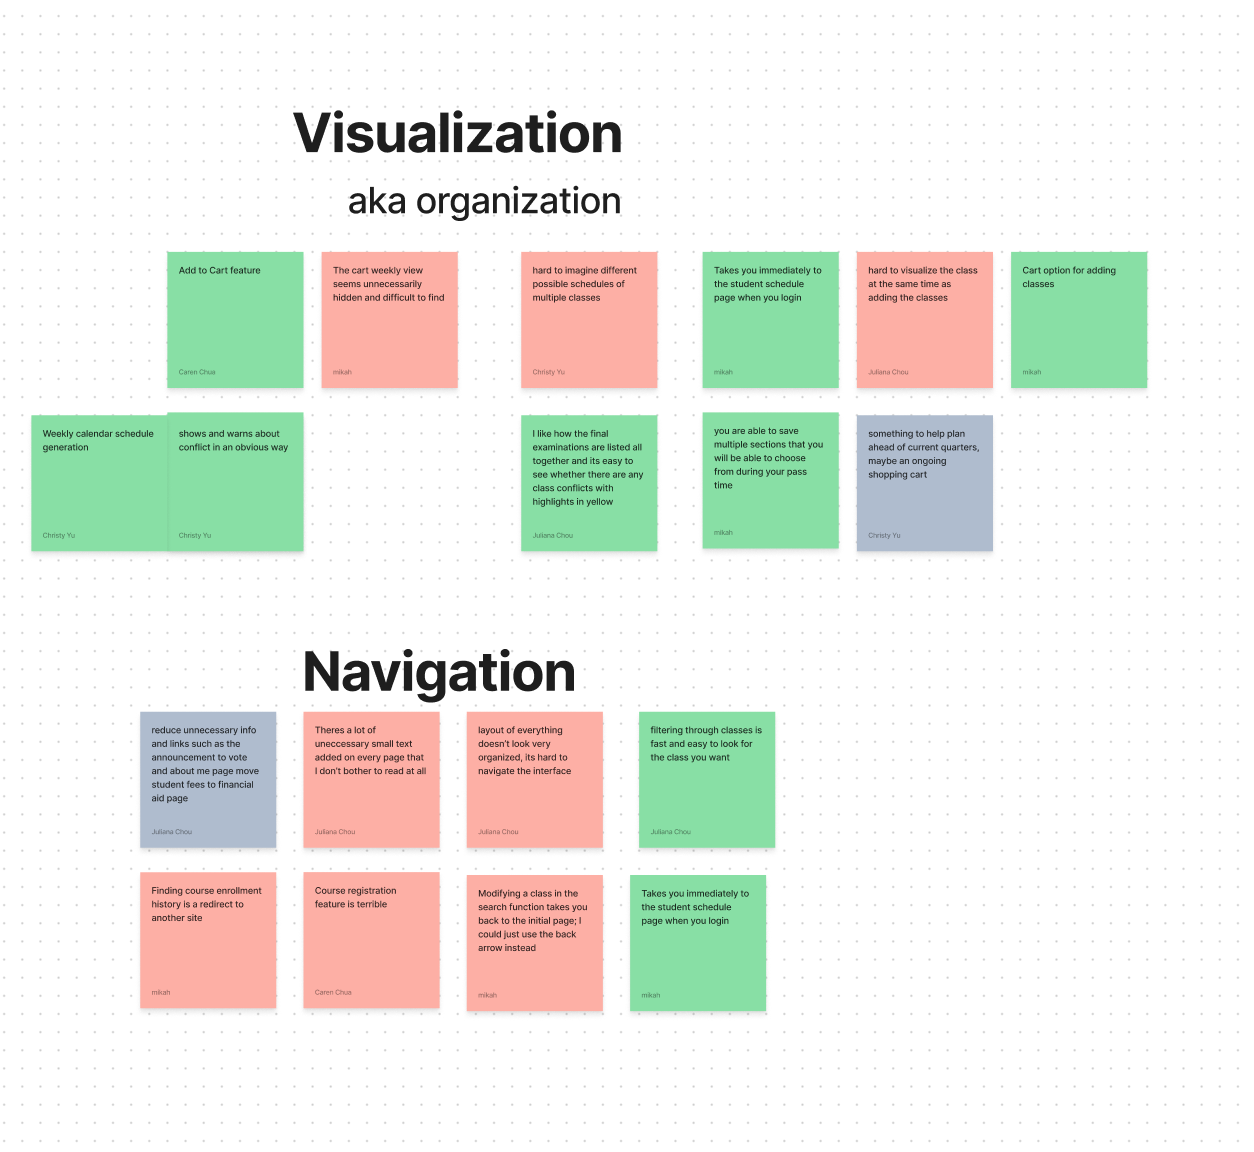 Visualization
aka organization
Add to Cart feature
Caren Chua
The cart weekly view
seems unnecessarily
hidden and difficult to find
mikah
hard to imagine different
possible schedules of
multiple classes
Christy Yu
Takes you immediately to
the student schedule
page when you login
mikah
hard to visualize the class
at the same time as
adding the classes
Juliana Chou
Cart option for adding
classes
mikah
Weekly calendar schedule
generation
Christy Yu
shows and warns about
conflict in an obvious way
Christy Yu
I like how the final
examinations are listed all
together and its easy to
see whether there are any
class conflicts with
highlights in yellow
Juliana Chou
you are able to save
multiple sections that you
will be able to choose
from during your pass
time
mikah
something to help plan
ahead of current quarters,
maybe an ongoing
shopping cart
Christy Yu
Navigation
reduce unnecessary info
and links such as the
announcement to vote
and about me page move
student fees to financial
aid page
Juliana Chou
Theres a lot of
uneccessary small text
added on every page that
I don't bother to read at all
Juliana Chou
layout of everything
doesn't look very
organized, its hard to
navigate the interface
Juliana Chou
filtering through classes is
fast and easy to look for
the class you want
Juliana Chou
Finding course enrollment
history is a redirect to
another site
mikah
Course registration
feature is terrible
Caren Chua
Modifying a class in the
search function takes you
back to the initial page; I
could just use the back
arrow instead
mikah
Takes you immediately to
the student schedule
page when you login
mikah